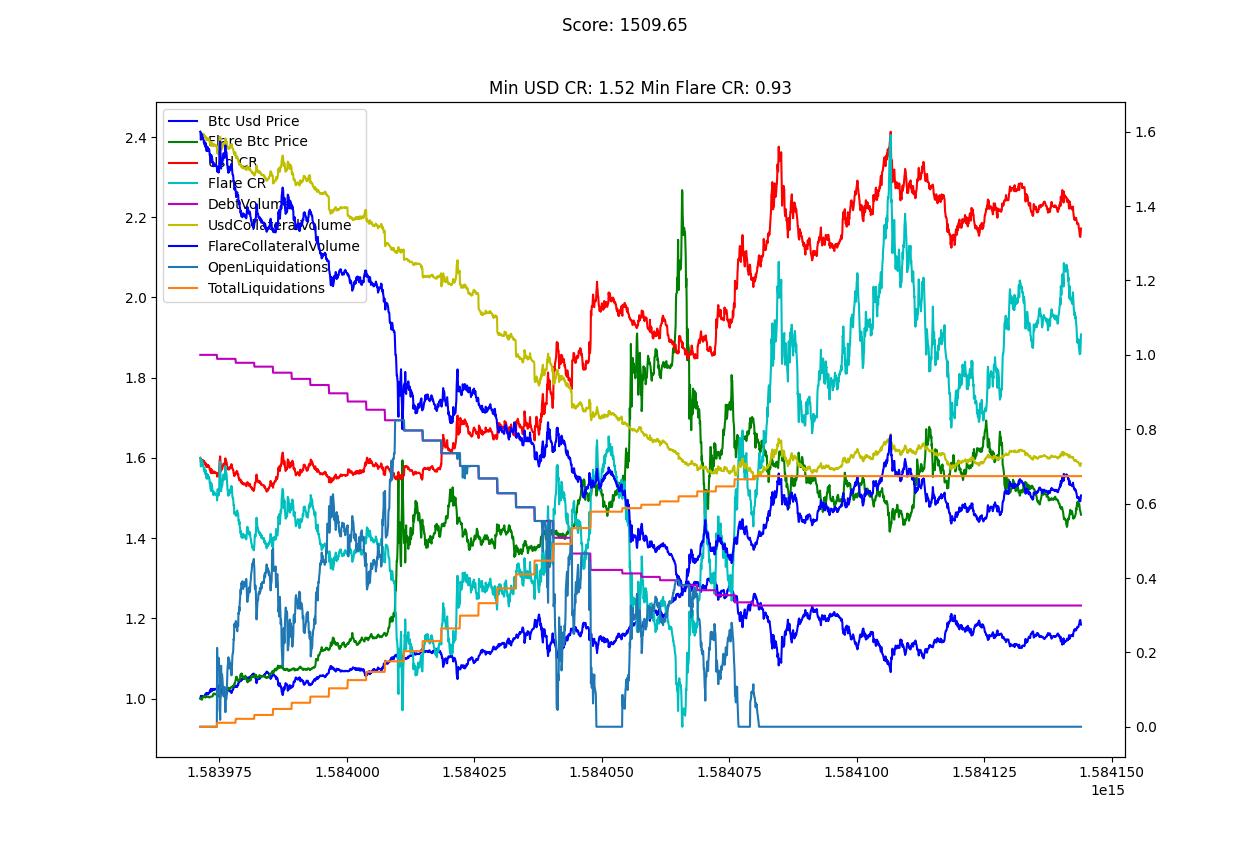 Score: 1509.65
Min USD CR: 1.52 Min Flare CR: 0.93
Btc Usd Price
Flare Btc Price
Usd CR
Flare CR
DebtVolume
UsdCollateralVolume
FlareCollateralVolume
OpenLiquidations
TotalLiquidations
2.4
2.2
2.0
1.8
1.6
1.4
1.2
1.0
1.6
1.4
1.2
1.0
0.8
0.6
0.4
0.2
0.0
1.583975 1.584000 1.584025 1.584050 1.584075 1.584100 1.584125 1.584150
1e15